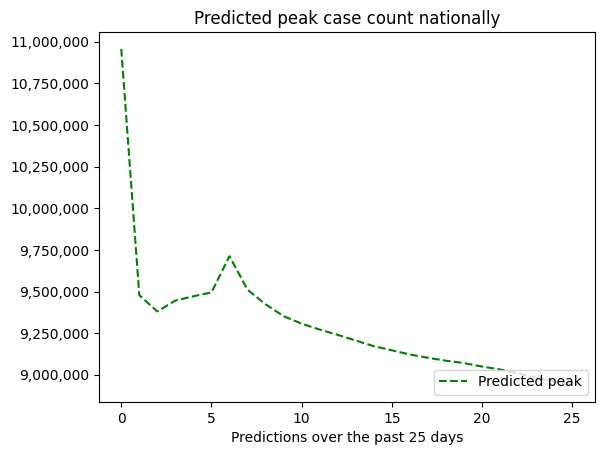 Predicted peak case count nationally
11,000,000
10,750,000
10,500,000
10,250,000
10,000,000
9,750,000
9,500,000
9,250,000
9,000,000
Predicted peak
0 5 10 15 20 25
Predictions over the past 25 days